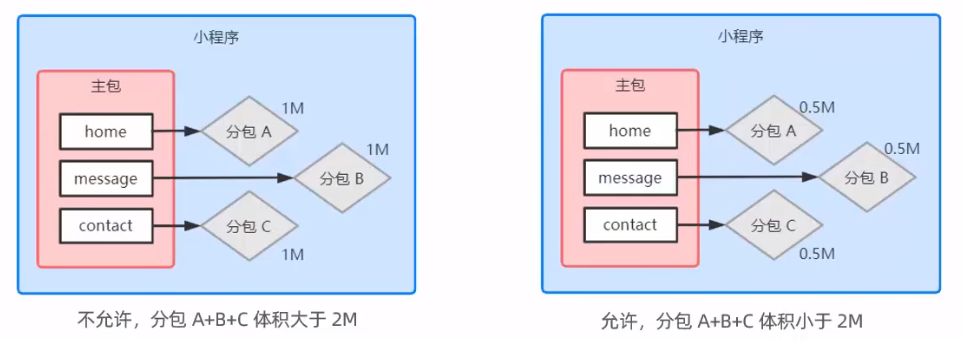 小程序
主包
home
message
contact
分包 A
1M
分包 B
1M
分包 C
1M
不允许，分包 A+B+C 体积大于 2M
小程序
主包
home
message
contact
分包 A
0.5M
分包 B
0.5M
分包 C
0.5M
允许，分包 A+B+C 体积小于 2M